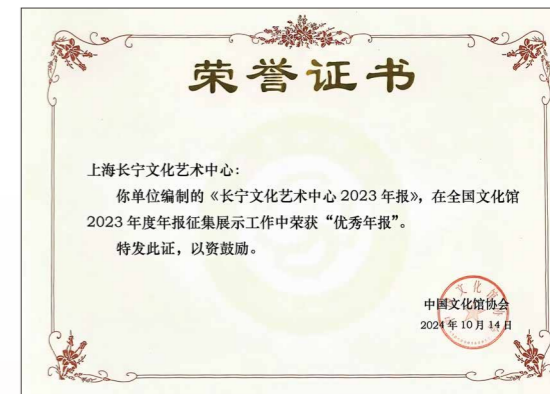 荣誉证书
上海长宁文化艺术中心：
你单位编制的《长宁文化艺术中心 2023 年报》，在全国文化馆
2023 年度年报征集展示工作中荣获“优秀年报”。
特发此证，以资鼓励。
中国文化馆协会
2024 年 10 月 14 日